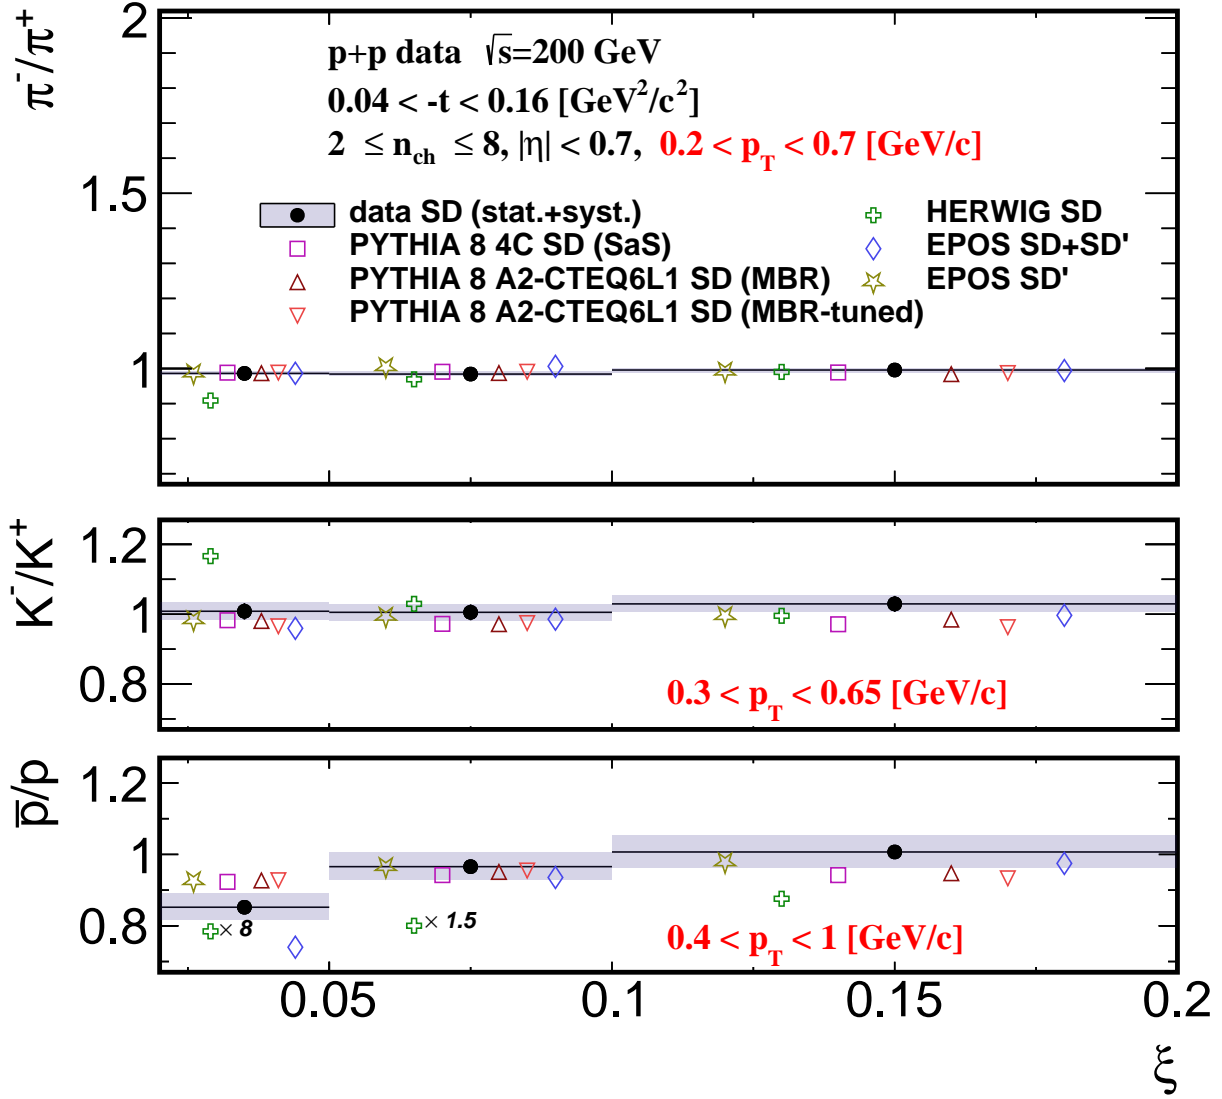 π⁻/π⁺
2
1.5
1
p+p data √s=200 GeV
0.04 < -t < 0.16 [GeV²/c²]
2 ≤ n_ch ≤ 8, |η| < 0.7, 0.2 < p_T < 0.7 [GeV/c]
data SD (stat.+syst.)
PYTHIA 8 4C SD (SaS)
PYTHIA 8 A2-CTEQ6L1 SD (MBR)
PYTHIA 8 A2-CTEQ6L1 SD (MBR-tuned)
HERWIG SD
EPOS SD+SD'
EPOS SD'
K⁻/K⁺
1.2
1
0.8
0.3 < p_T < 0.65 [GeV/c]
p̅/p
1.2
1
0.8
× 8
× 1.5
0.4 < p_T < 1 [GeV/c]
0.05 0.1 0.15 0.2
ξ